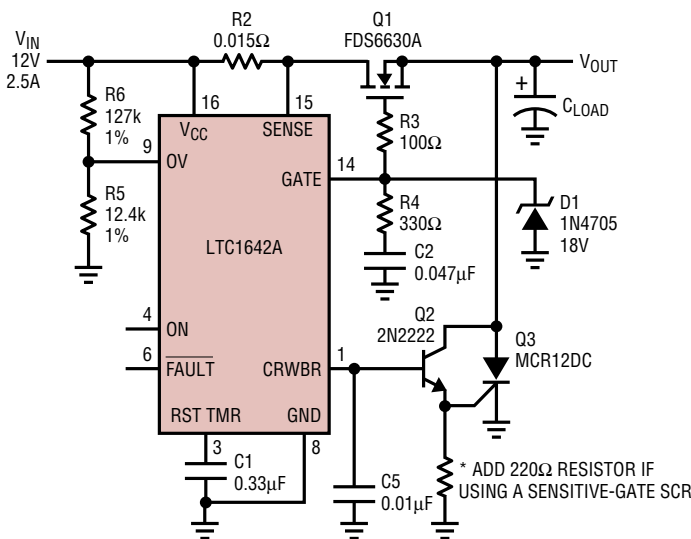 V_IN
12V
2.5A
R2
0.015Ω
Q1
FDS6630A
V_OUT
+
C_LOAD
R6
127k
1%
16
15
V_CC
SENSE
R3
100Ω
9
OV
14
GATE
R5
12.4k
1%
R4
330Ω
D1
1N4705
18V
LTC1642A
C2
0.047µF
4
ON
Q2
2N2222
Q3
MCR12DC
6
FAULT
CRWBR
1
RST TMR
GND
3
8
C1
0.33µF
C5
0.01µF
* ADD 220Ω RESISTOR IF
USING A SENSITIVE-GATE SCR